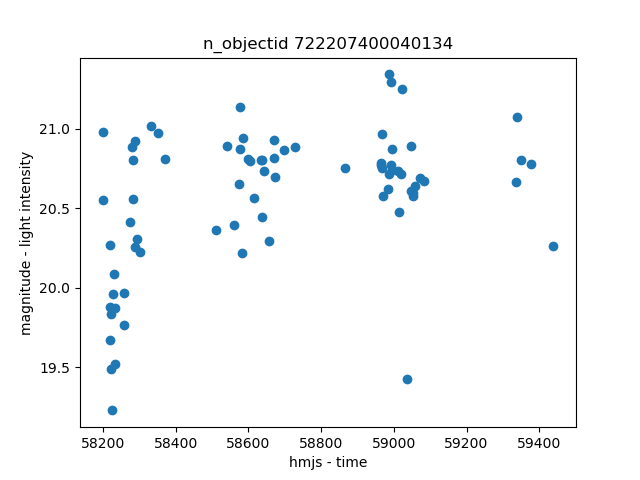 n_objectid 722207400040134
magnitude - light intensity
21.0
20.5
20.0
19.5
58200 58400 58600 58800 59000 59200 59400
hmjs - time